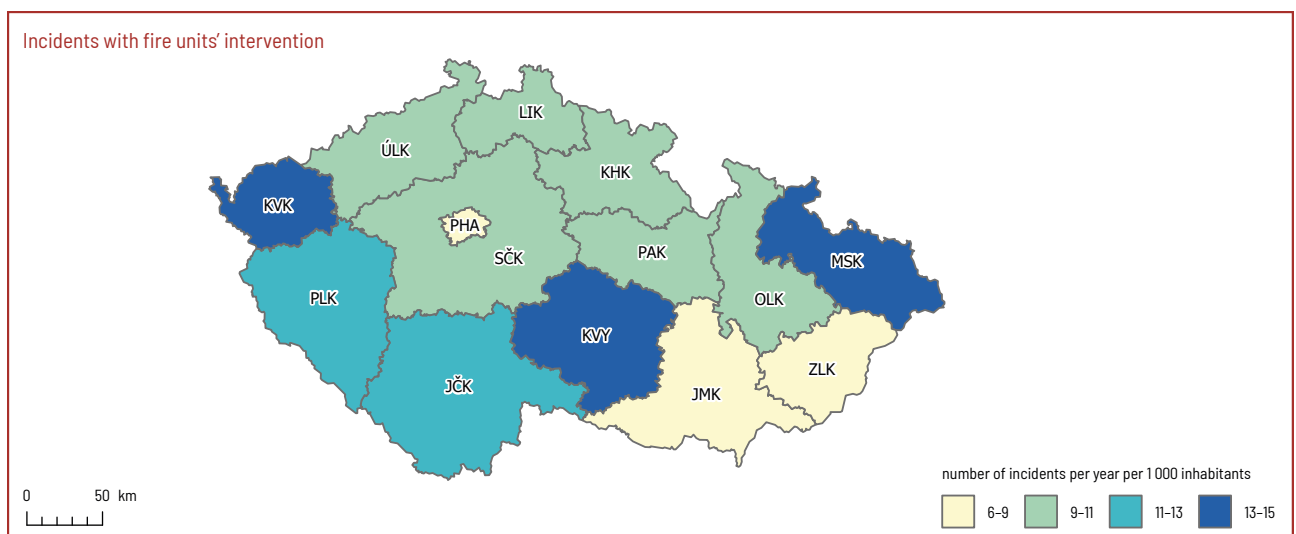 Incidents with fire units’ intervention
LIK
ÚLK
KHK
KVK
PHA
PAK
SČK
MSK
PLK
OLK
KVY
ZLK
JČK
JMK
number of incidents per year per 1 000 inhabitants
0 50 km
6–9 9–11 11–13 13–15